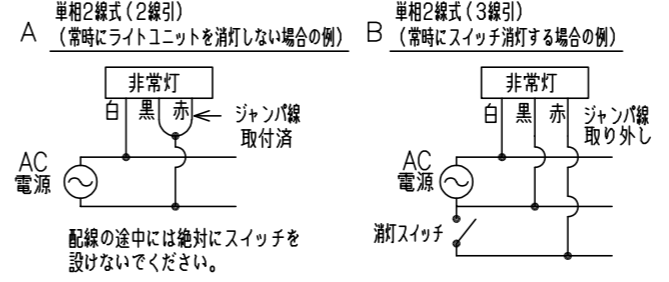 A 単相2線式(2線引)
(常時にライトユニットを消灯しない場合の例)
非常灯
白 黒 赤
ジャンパ線
取付済
AC
電源
配線の途中には絶対にスイッチを
設けないでください。
B 単相2線式(3線引)
(常時にスイッチ消灯する場合の例)
非常灯
白 黒 赤
ジャンパ線
取り外し
AC
電源
消灯スイッチ